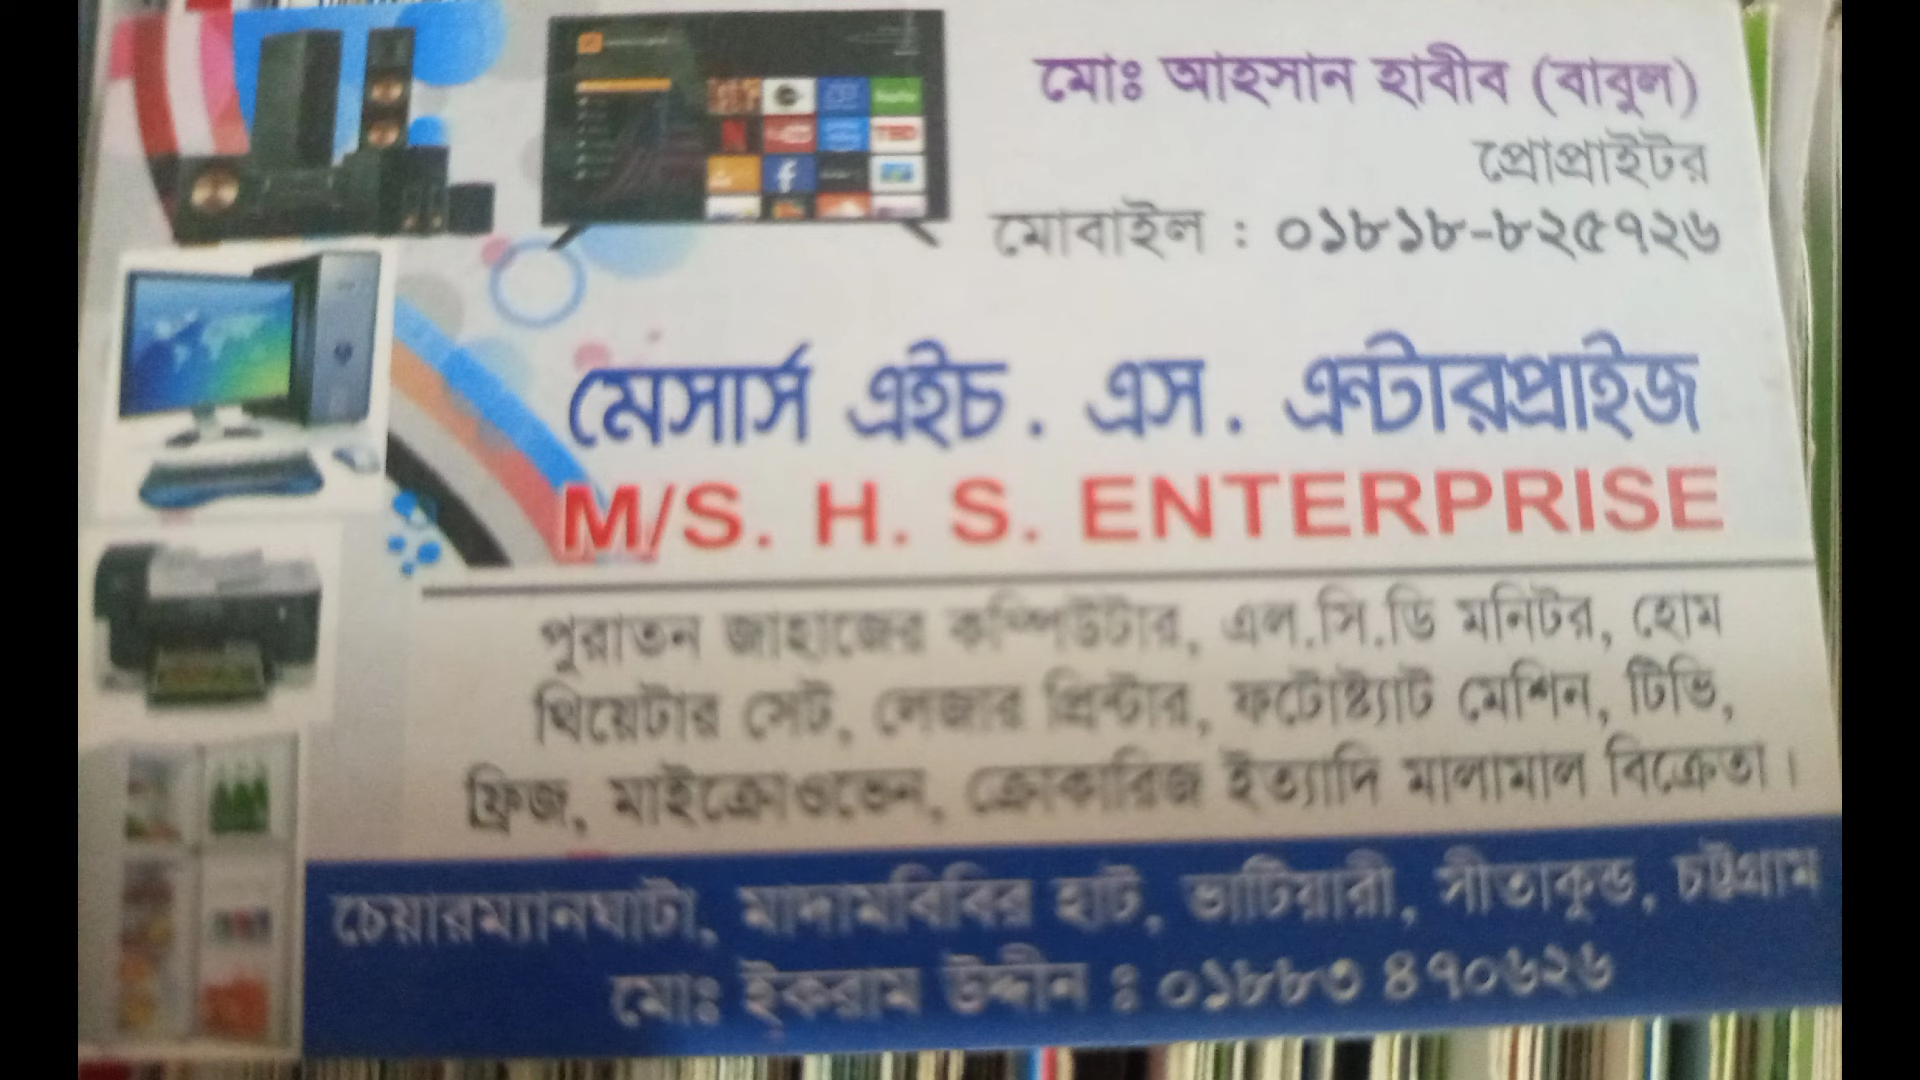 মোঃ আহসান হাবীব (বাবুল)
প্রোপ্রাইটর
মোবাইল : ০১৮১৮-৮২৫৭২৬
মেসার্স এইচ. এস. এন্টারপ্রাইজ
M/S. H. S. ENTERPRISE
পুরাতন জাহাজের কম্পিউটার, এল.সি.ডি মনিটর, হোম
থিয়েটার সেট, লেজার প্রিন্টার, ফটোষ্ট্যাট মেশিন, টিভি,
ফ্রিজ, মাইক্রোওভেন, ক্রোকারিজ ইত্যাদি মালামাল বিক্রেতা।
চেয়ারম্যানঘাটা, মাদামবিবির হাট, ভাটিয়ারী, সীতাকুন্ড, চট্টগ্রাম
মোঃ ইকরাম উদ্দীন : ০১৮৮৩ ৪৭০৬২৬